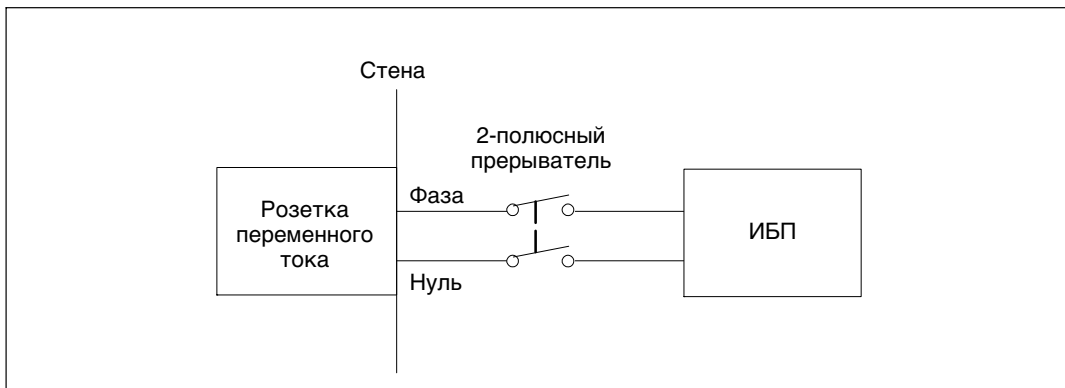 Стена
2-полюсный
прерыватель
Фаза
Розетка
переменного
тока
ИБП
Нуль